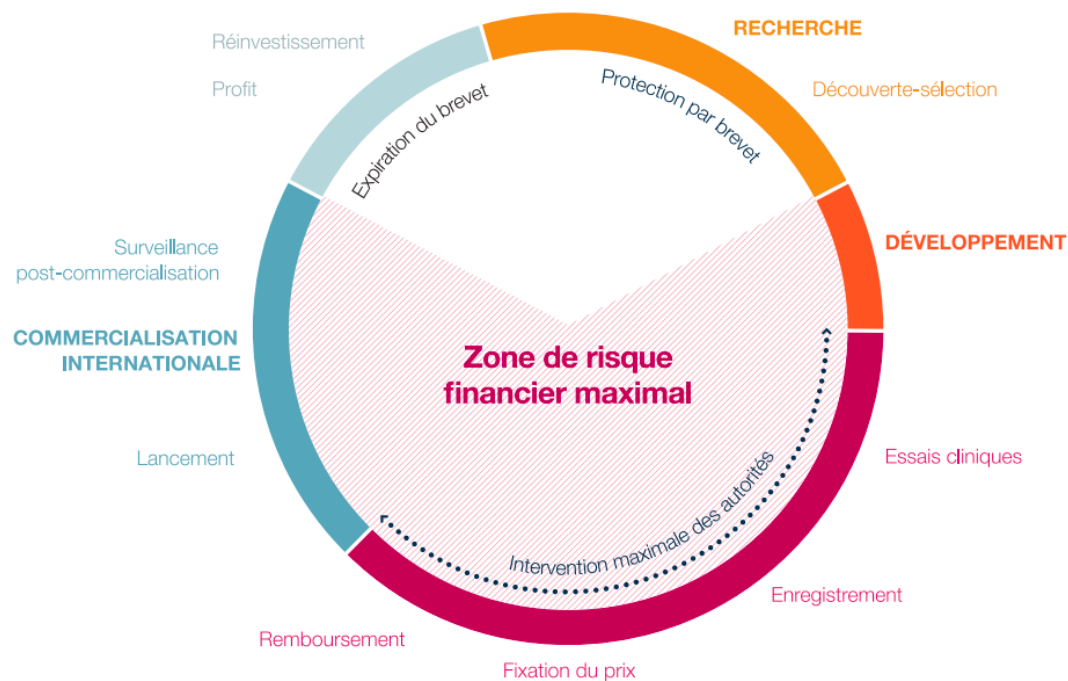 RECHERCHE
Découverte-sélection
Protection par brevet
DÉVELOPPEMENT
Essais cliniques
Enregistrement
Fixation du prix
Remboursement
Intervention maximale des autorités
Zone de risque
financier maximal
Lancement
COMMERCIALISATION
INTERNATIONALE
Surveillance
post-commercialisation
Profit
Réinvestissement
Expiration du brevet